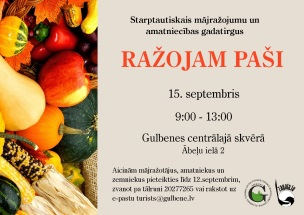 Starptautiskais mājražojumu un
amatniecības gadatirgus
RAŽOJAM PAŠI
15. septembris
9:00 - 13:00
Gulbenes centrālajā skvērā
Ābeļu ielā 2
Aicinām mājražotājus, amatniekus un
zemniekus pieteikties līdz 12.septembrim,
zvanot pa tālruni 20277265 vai rakstot uz
e-pastu turists@gulbene.lv